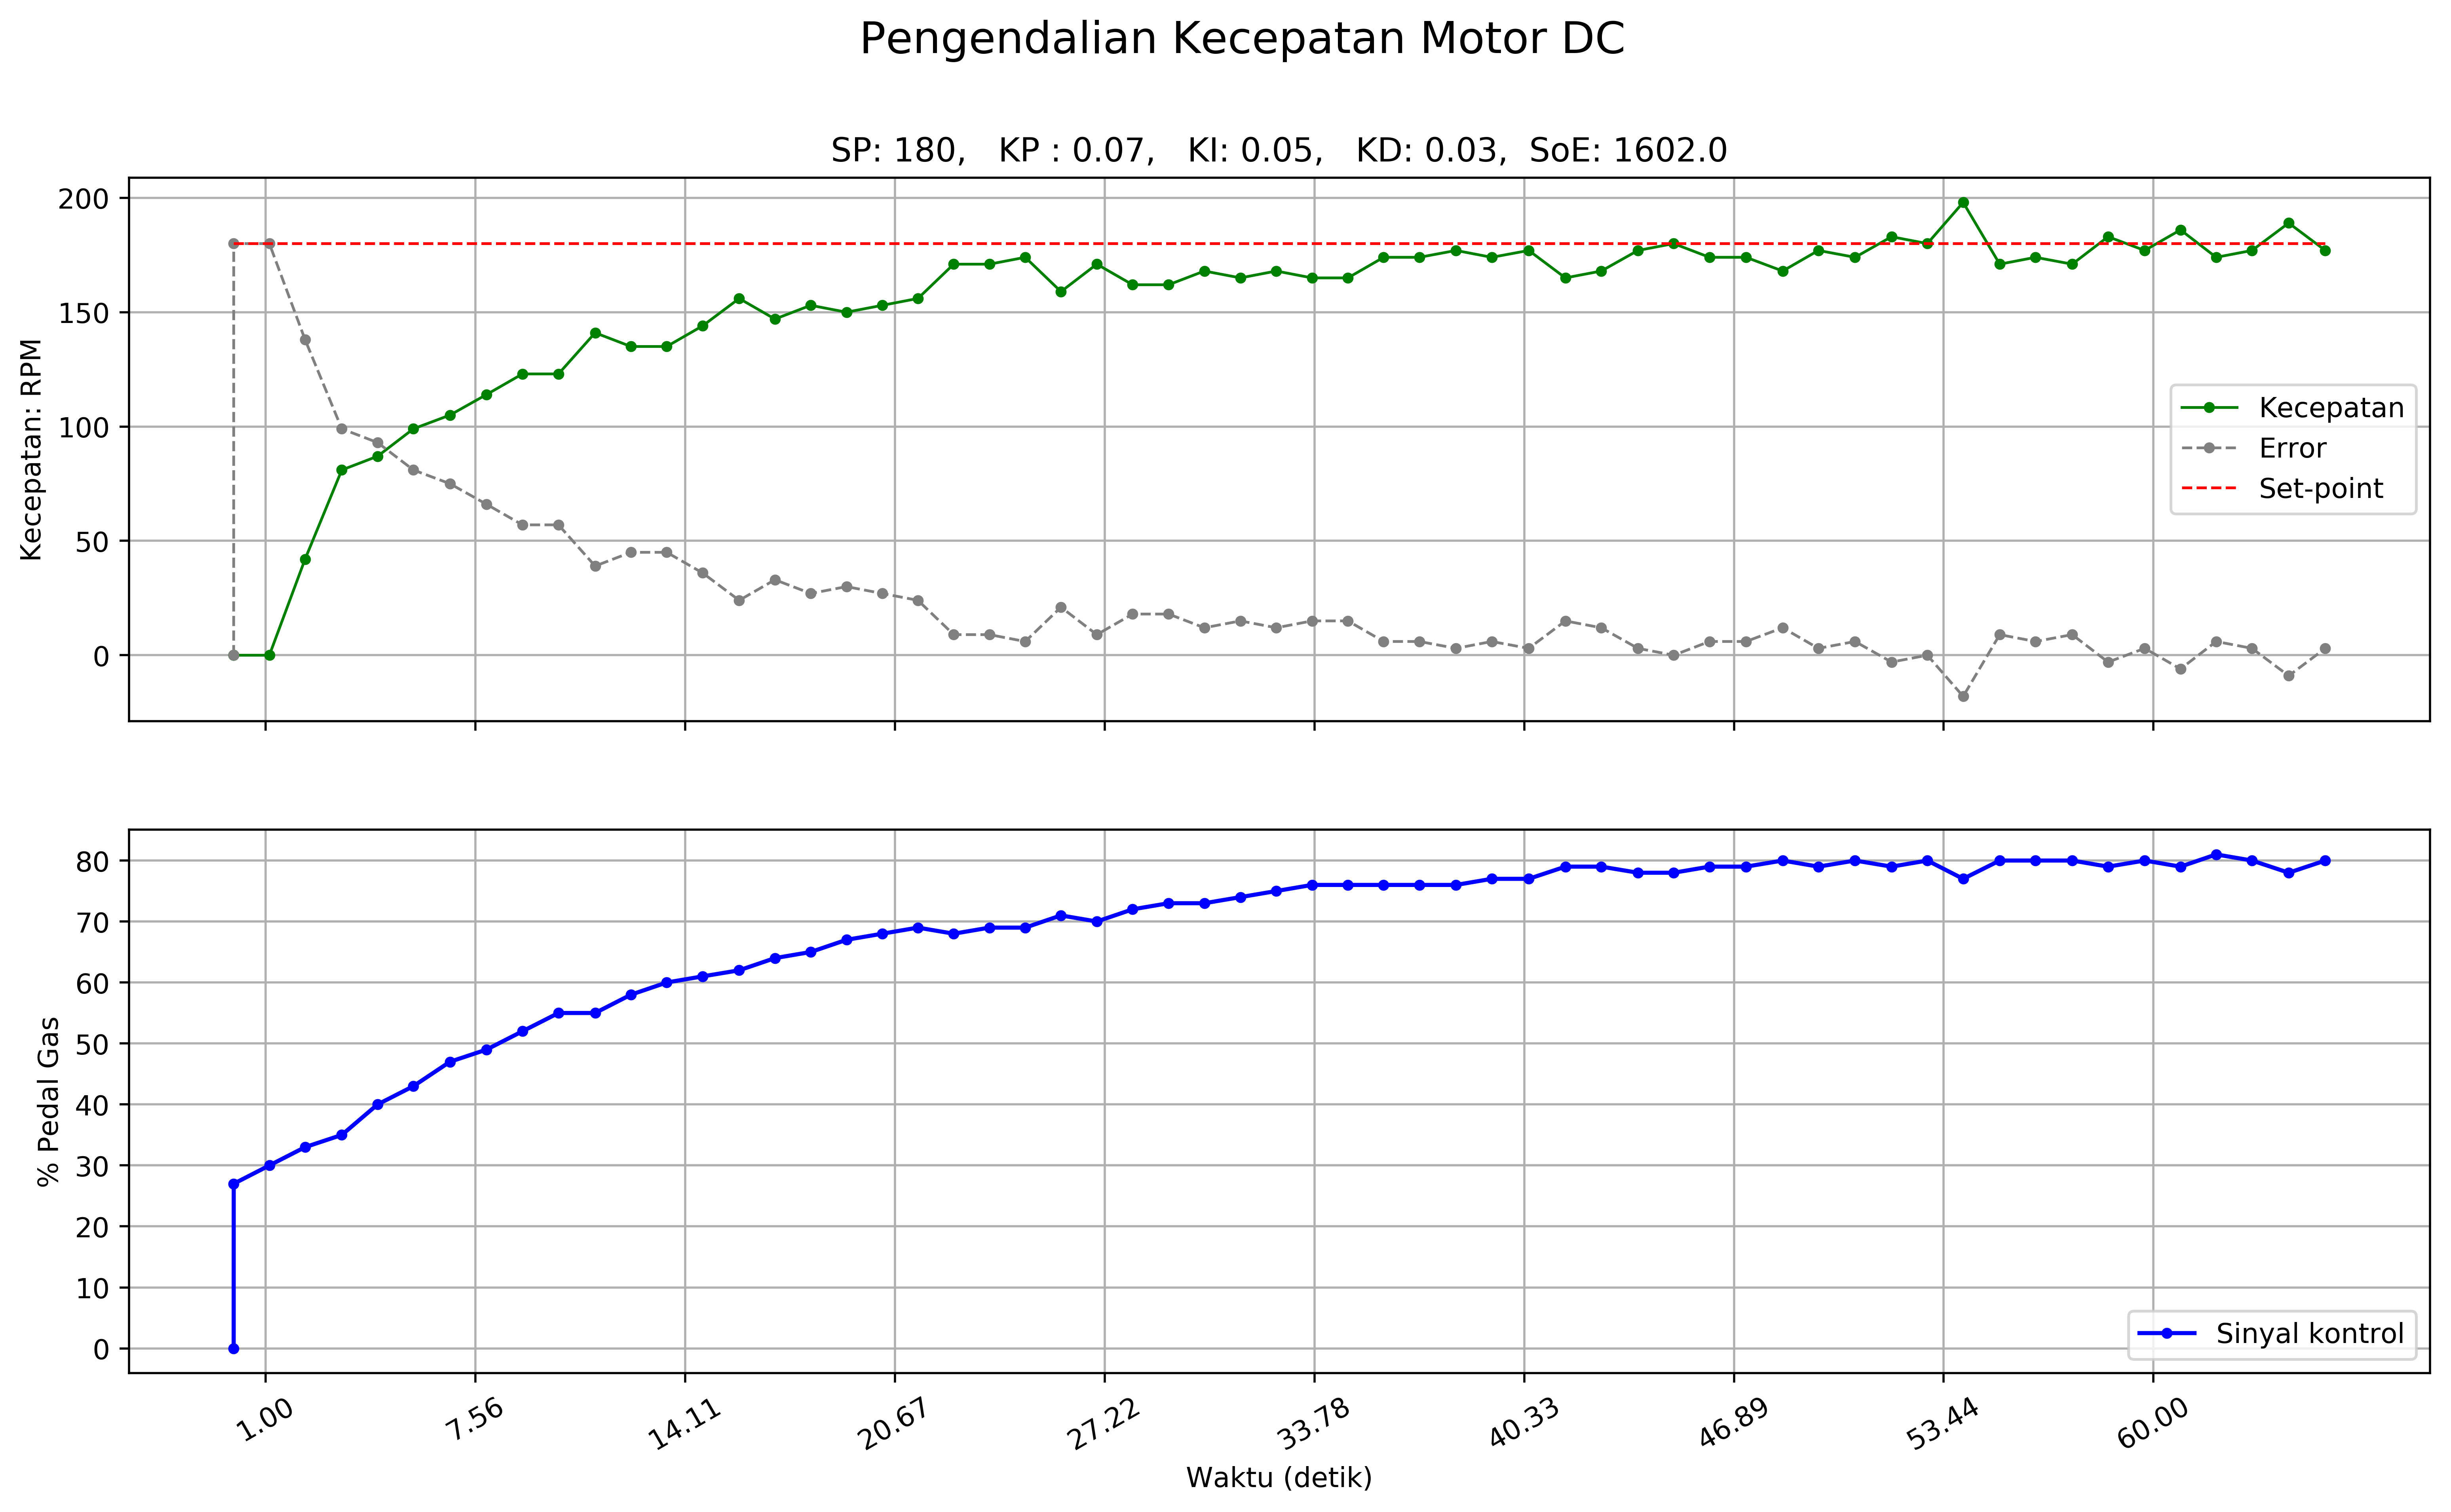 Pengendalian Kecepatan Motor DC
SP: 180,   KP : 0.07,   KI: 0.05,   KD: 0.03,  SoE: 1602.0
Kecepatan: RPM
200
150
100
50
0
Kecepatan
Error
Set-point
% Pedal Gas
80
70
60
50
40
30
20
10
0
Sinyal kontrol
1.00 7.56 14.11 20.67 27.22 33.78 40.33 46.89 53.44 60.00
Waktu (detik)